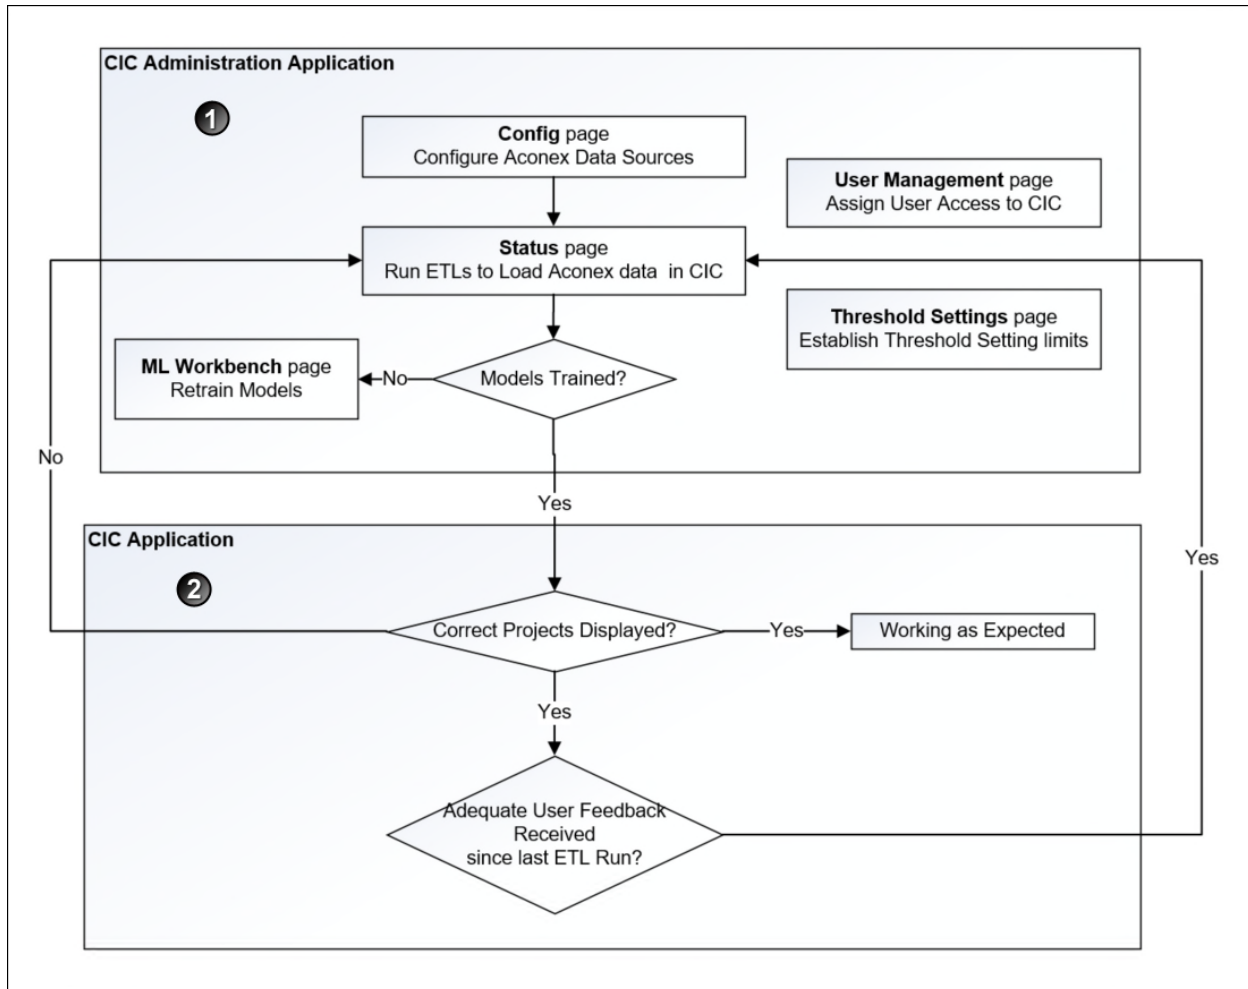 CIC Administration Application
1
Config page
Configure Aconex Data Sources
User Management page
Assign User Access to CIC
Status page
Run ETLs to Load Aconex data in CIC
Threshold Settings page
Establish Threshold Setting limits
ML Workbench page
Retrain Models
No
Models Trained?
No
Yes
CIC Application
2
Yes
Correct Projects Displayed?
Yes
Working as Expected
Yes
Adequate User Feedback
Received
since last ETL Run?